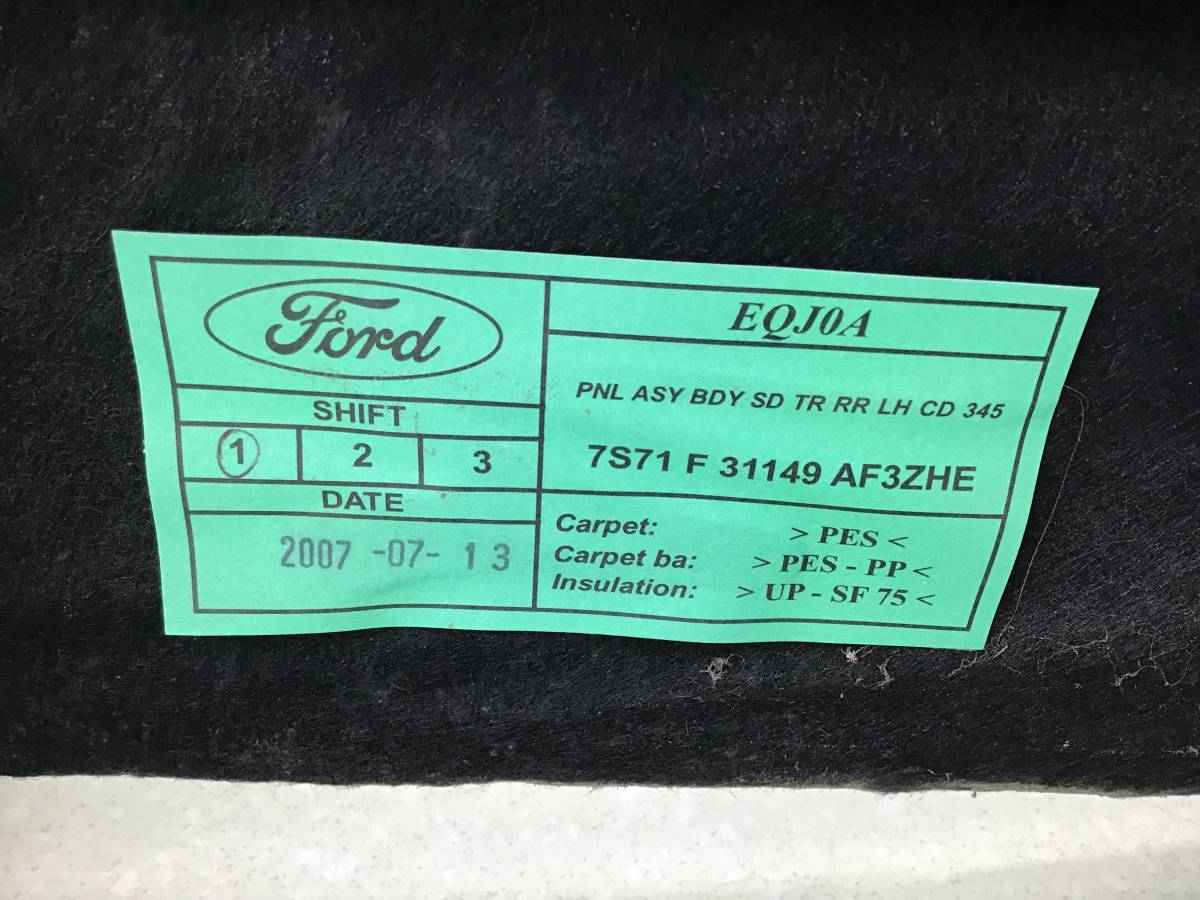 Ford
SHIFT
1 2 3
DATE
2007 -07- 13
EQJ0A
PNL ASY BDY SD TR RR LH CD 345
7S71 F 31149 AF3ZHE
Carpet: > PES <
Carpet ba: > PES - PP <
Insulation: > UP - SF 75 <